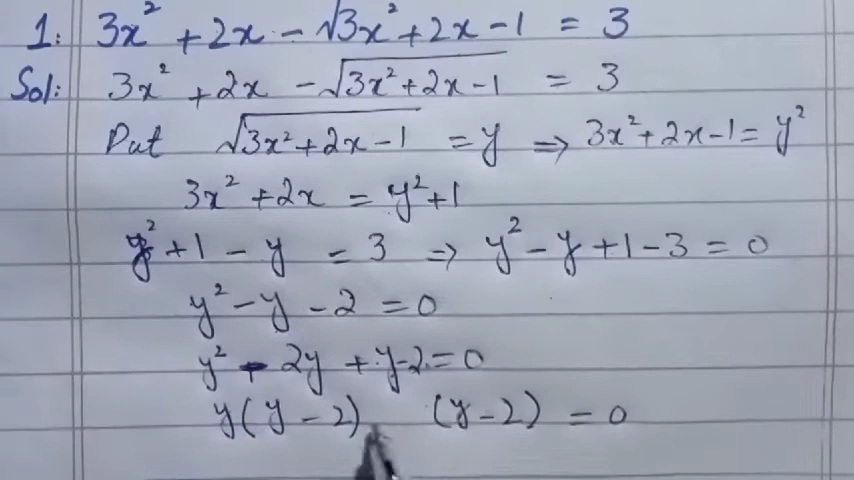 1: 3x² + 2x - √3x²+2x-1 = 3
Sol: 3x² + 2x - √3x²+2x-1 = 3
Put √3x²+2x-1 = y ⇒ 3x²+2x-1 = y²
3x² + 2x = y²+1
y² + 1 - y = 3 ⇒ y² - y + 1 - 3 = 0
y² - y - 2 = 0
y² - 2y + y - 2 = 0
y(y - 2) (y - 2) = 0